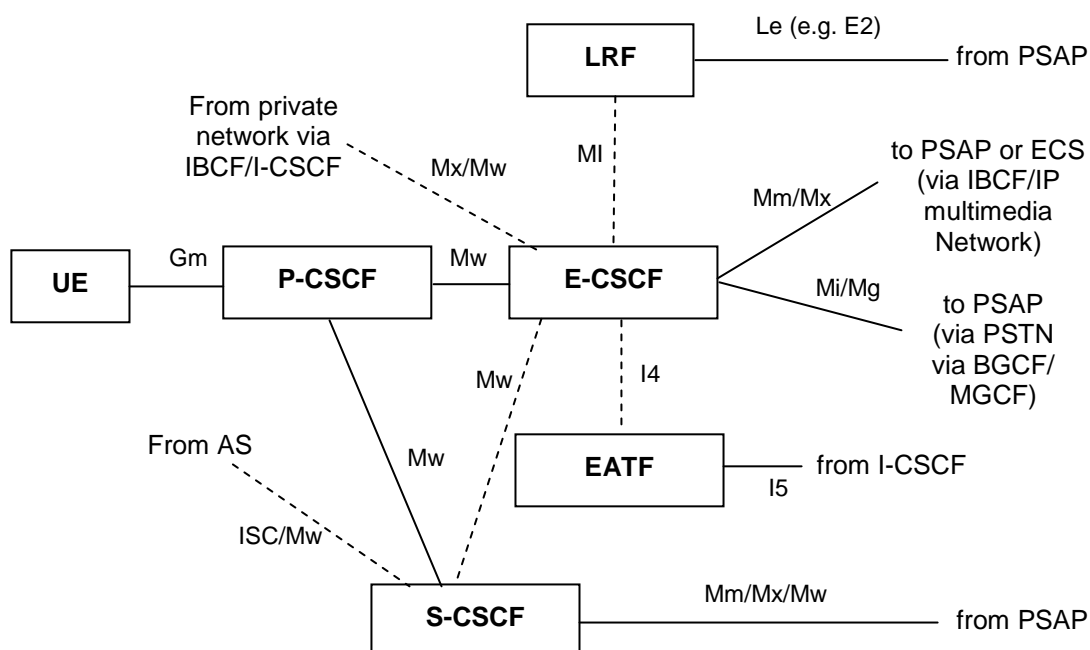 Le (e.g. E2)
LRF
from PSAP
From private
network via
IBCF/I-CSCF
Mx/Mw
Ml
to PSAP or ECS
(via IBCF/IP
multimedia
Network)
Mm/Mx
UE
Gm
P-CSCF
Mw
E-CSCF
Mi/Mg
to PSAP
(via PSTN
via BGCF/
MGCF)
Mw
I4
From AS
Mw
EATF
from I-CSCF
I5
ISC/Mw
S-CSCF
Mm/Mx/Mw
from PSAP